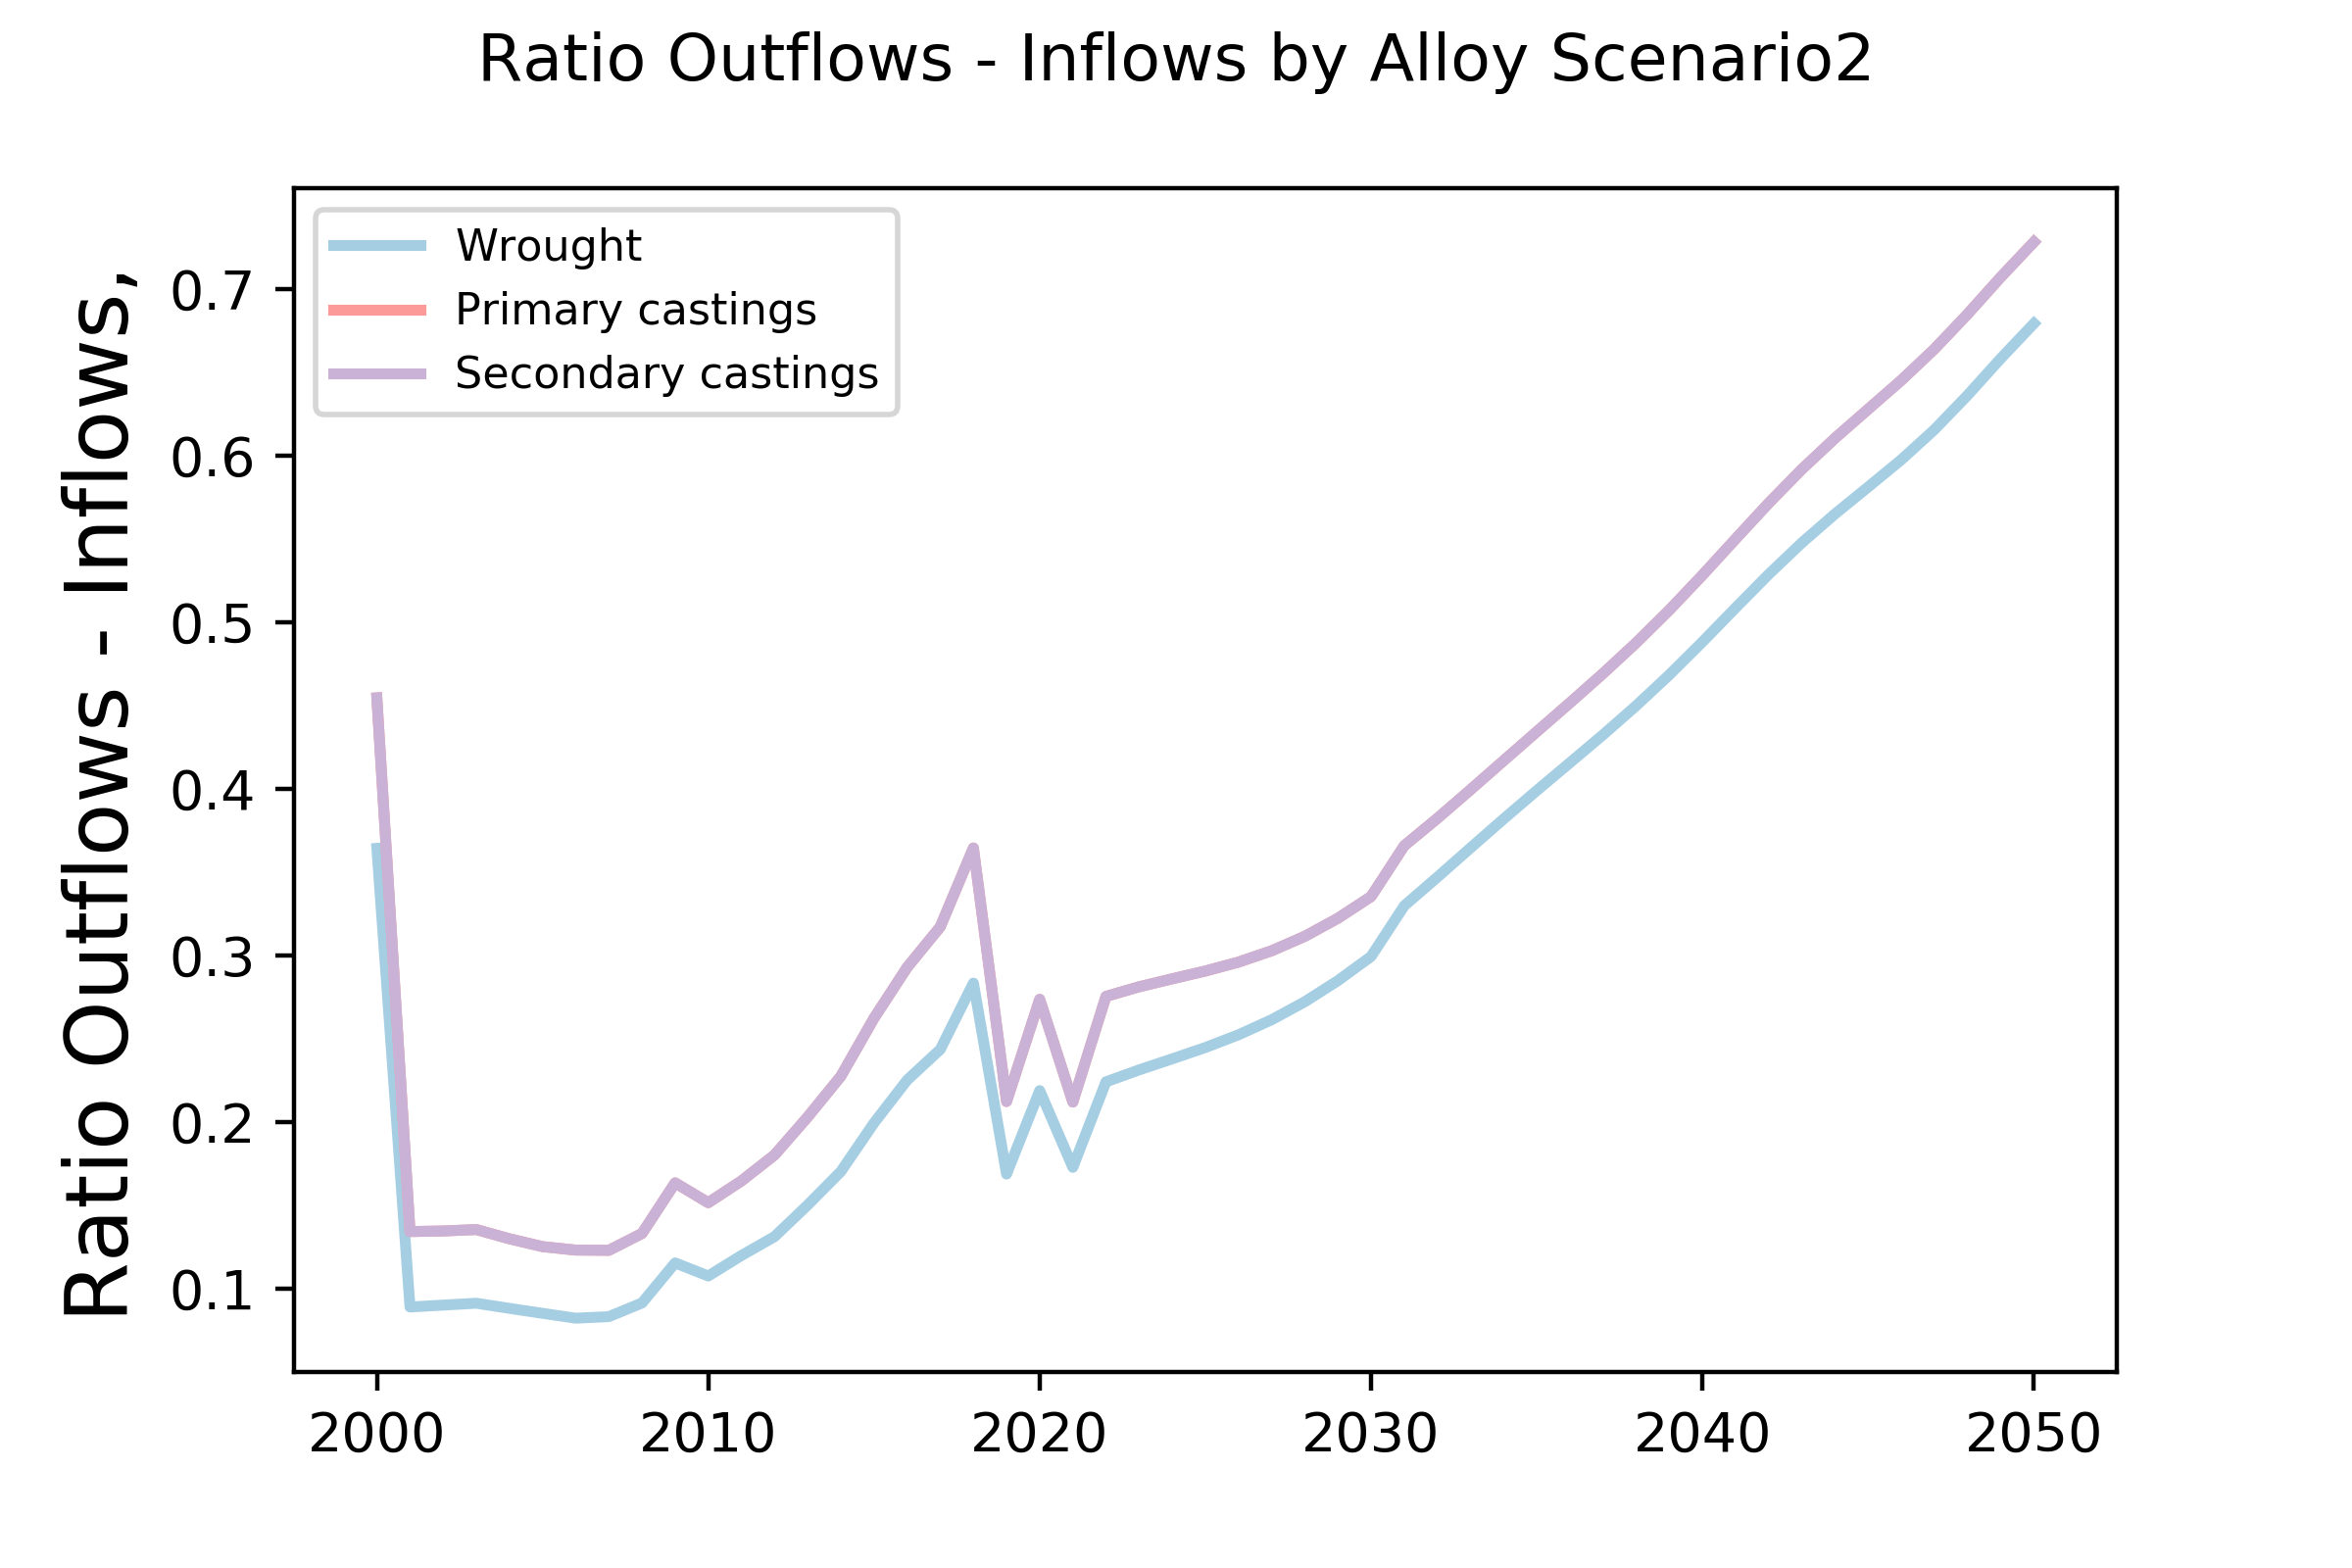 Ratio Outflows - Inflows by Alloy Scenario2
Ratio Outflows - Inflows,
Wrought
Primary castings
Secondary castings
0.7
0.6
0.5
0.4
0.3
0.2
0.1
2000 2010 2020 2030 2040 2050